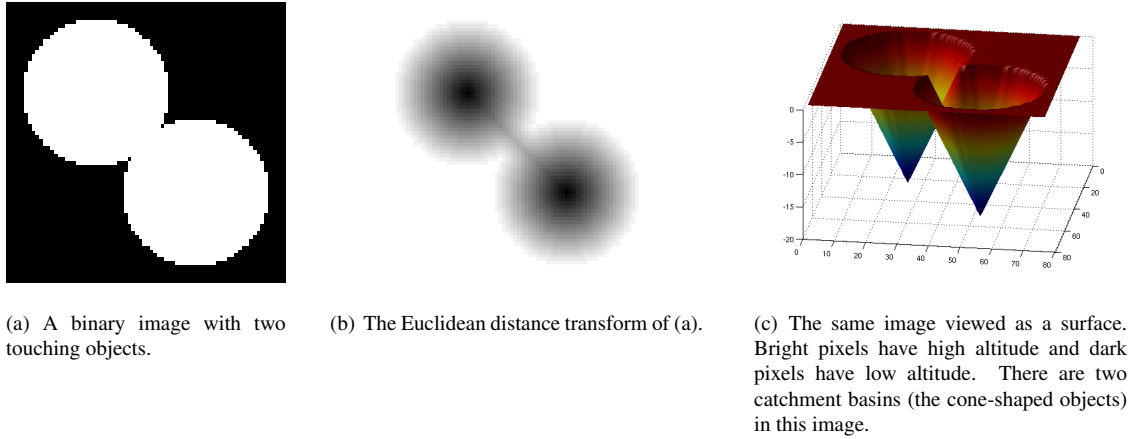 0
-5
-10
-15
-20
0
10
20
30
40
50
60
70
80
0
20
40
60
80
(a) A binary image with two
touching objects.
(b) The Euclidean distance transform of (a).
(c) The same image viewed as a surface.
Bright pixels have high altitude and dark
pixels have low altitude. There are two
catchment basins (the cone-shaped objects)
in this image.